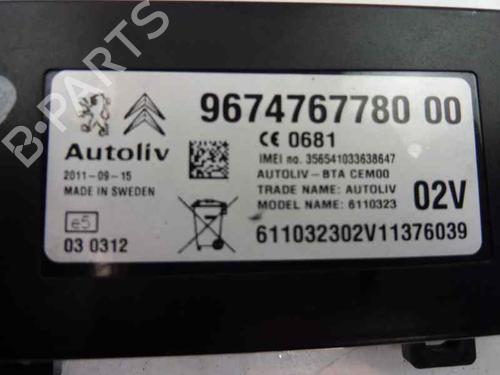 9674767780 00
CE 0681
IMEI no. 356541033638647
AUTOLIV-BTA CEM00
TRADE NAME: AUTOLIV
MODEL NAME: 6110323
02V
611032302V11376039
Autoliv
2011-09-15
MADE IN SWEDEN
e5
03 0312
B-PARTS